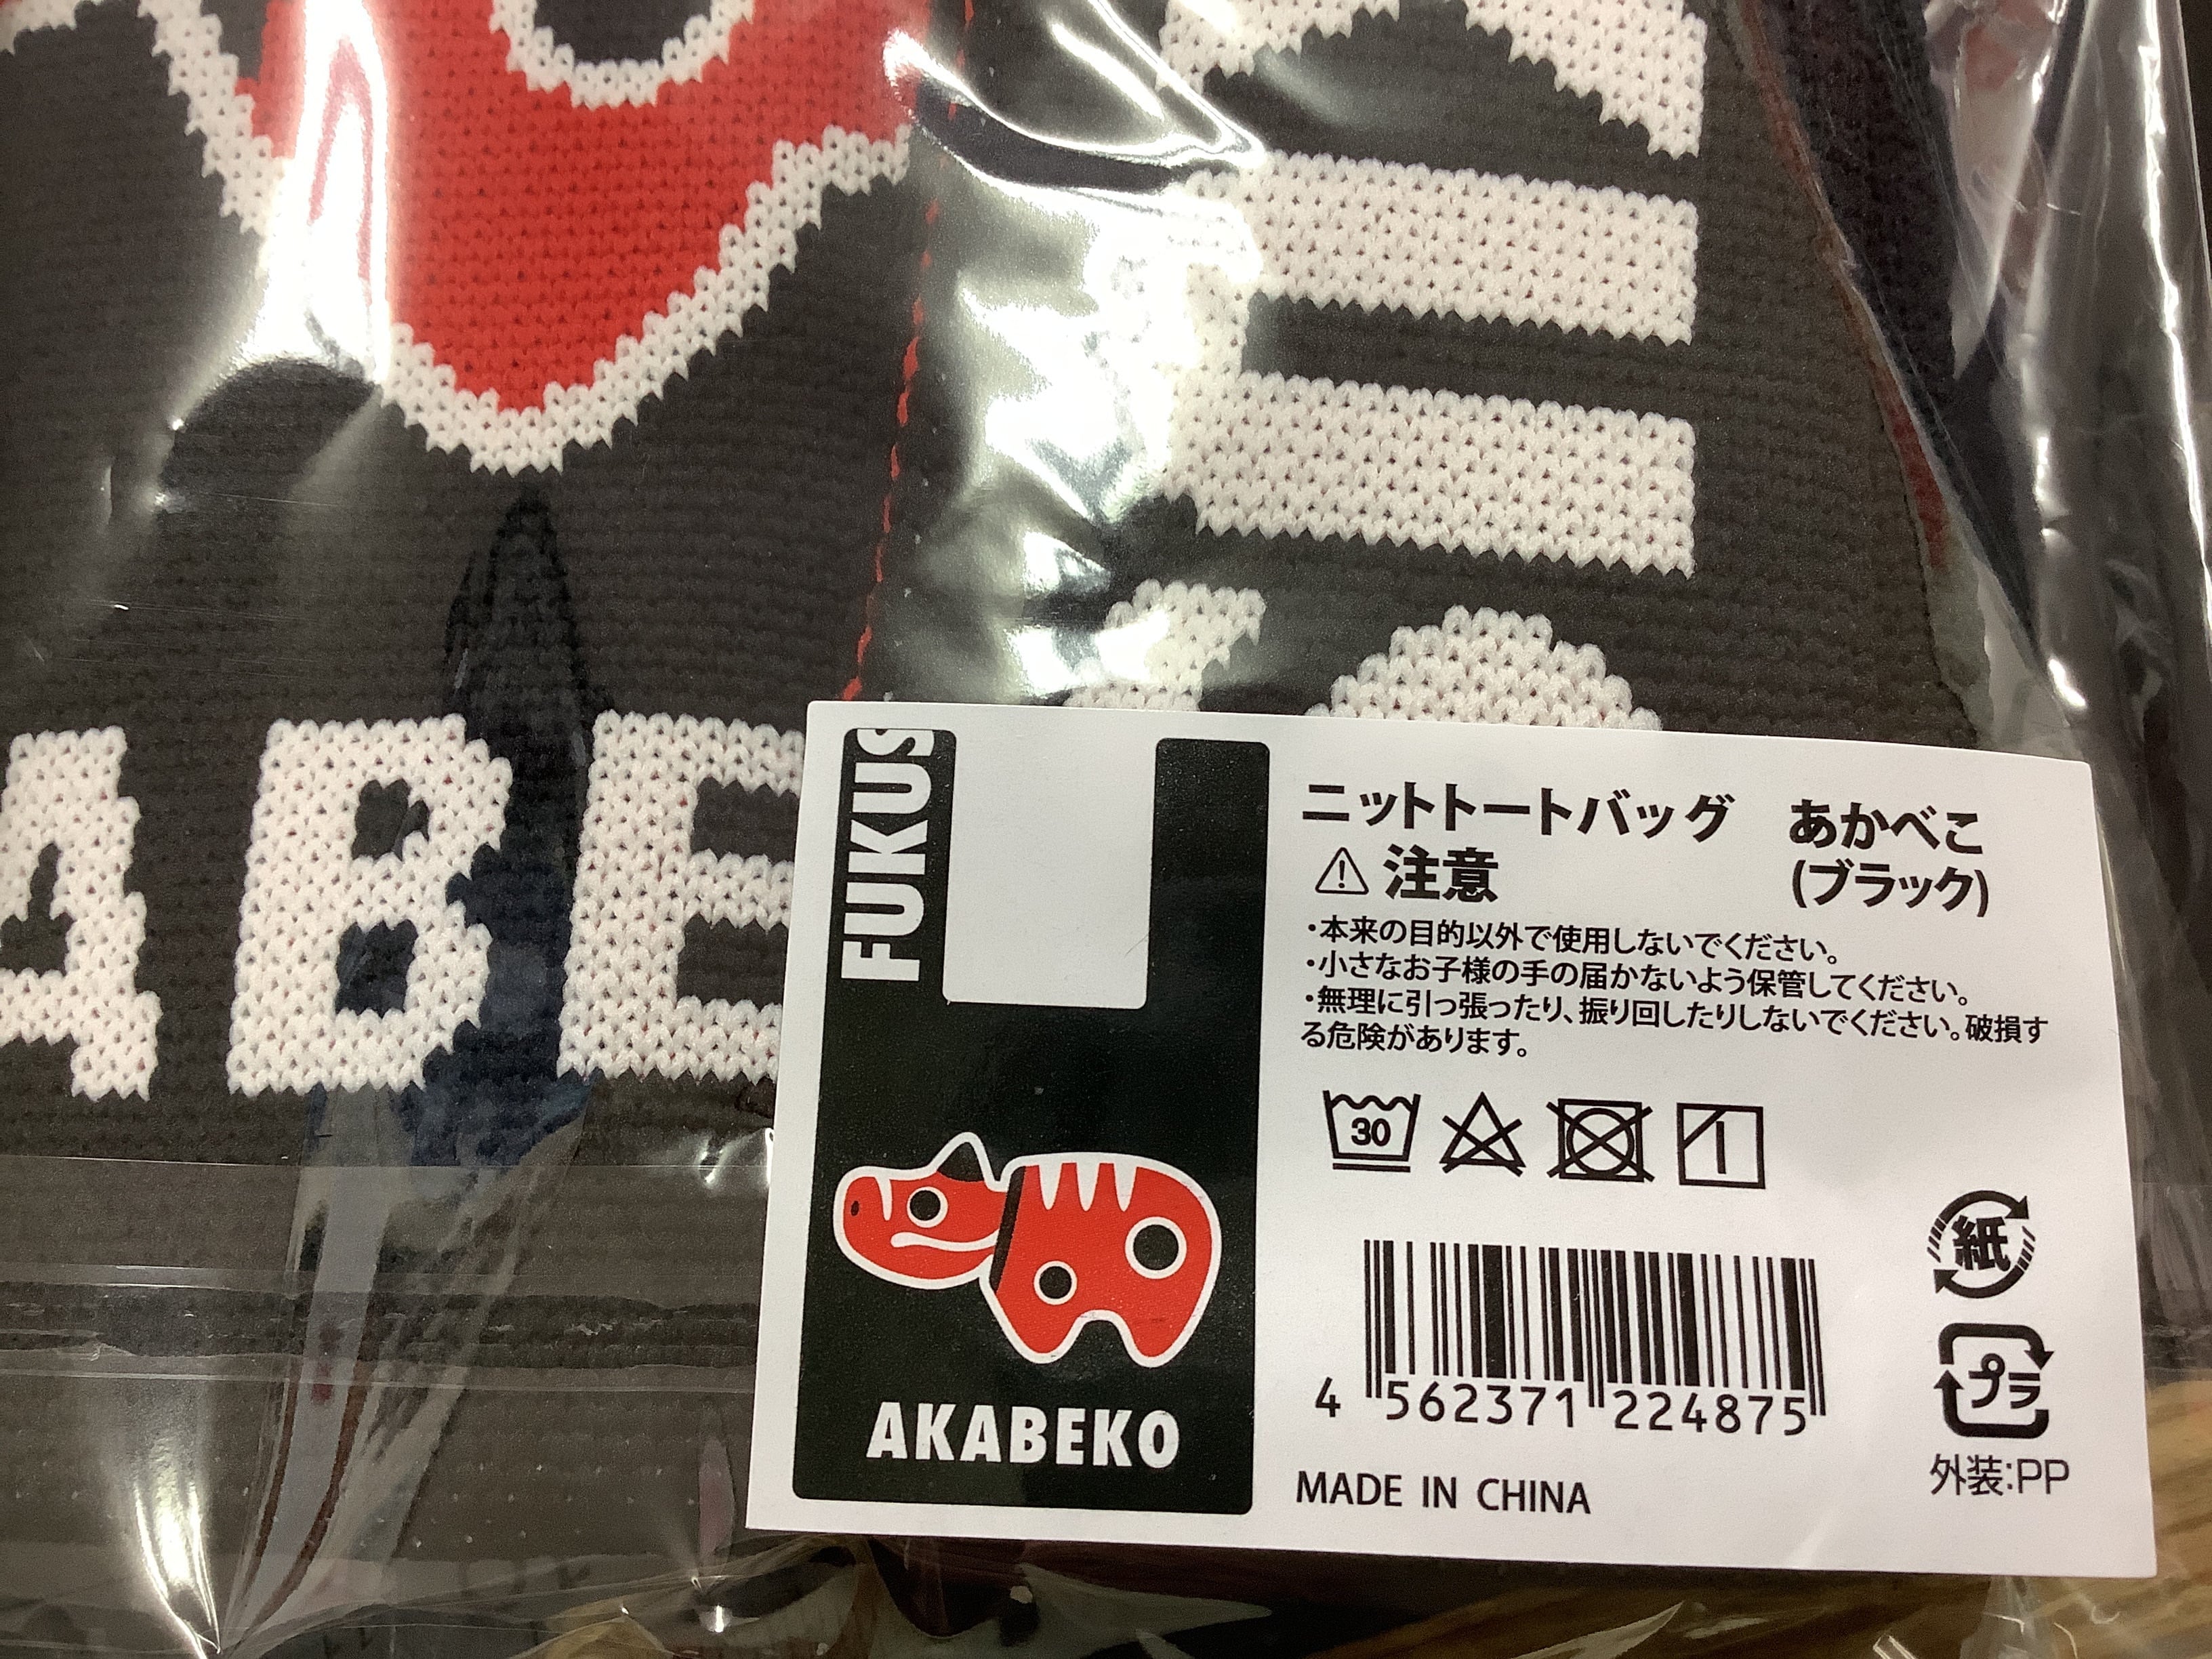 ABE
FUKUS
ニットトートバッグ あかべこ
(ブラック)
⚠ 注意
・本来の目的以外で使用しないでください。
・小さなお子様の手の届かないよう保管してください。
・無理に引っ張ったり、振り回したりしないでください。破損す
る危険があります。
30
紙
4 562371 224875
プラ
外装:PP
AKABEKO
MADE IN CHINA